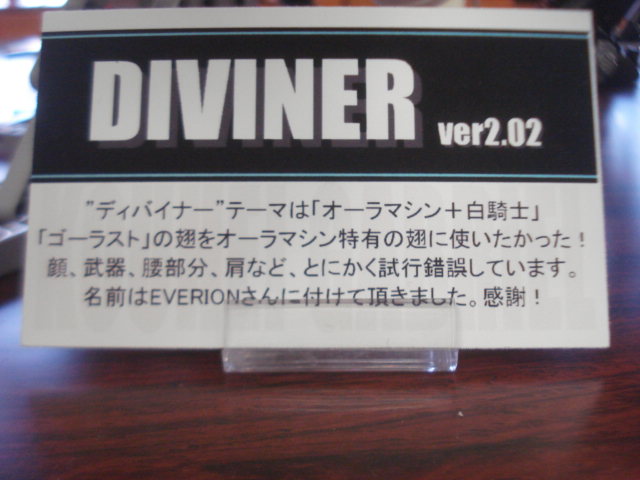 DIVINER ver2.02
”ディバイナー”テーマは「オーラマシン＋白騎士」
「ゴーラスト」の翅をオーラマシン特有の翅に使いたかった！
顔、武器、腰部分、肩など、とにかく試行錯誤しています。
名前はEVERIONさんに付けて頂きました。感謝！